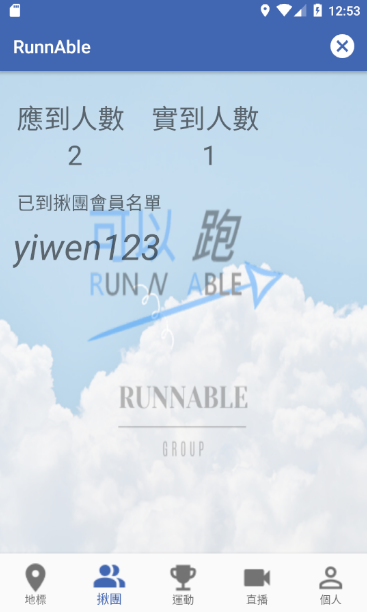 12:53
RunnAble
應到人數 實到人數
2 1
已到揪團會員名單
yiwen123
可以 跑
RUN N ABLE
RUNNABLE
GROUP
地標 揪團 運動 直播 個人